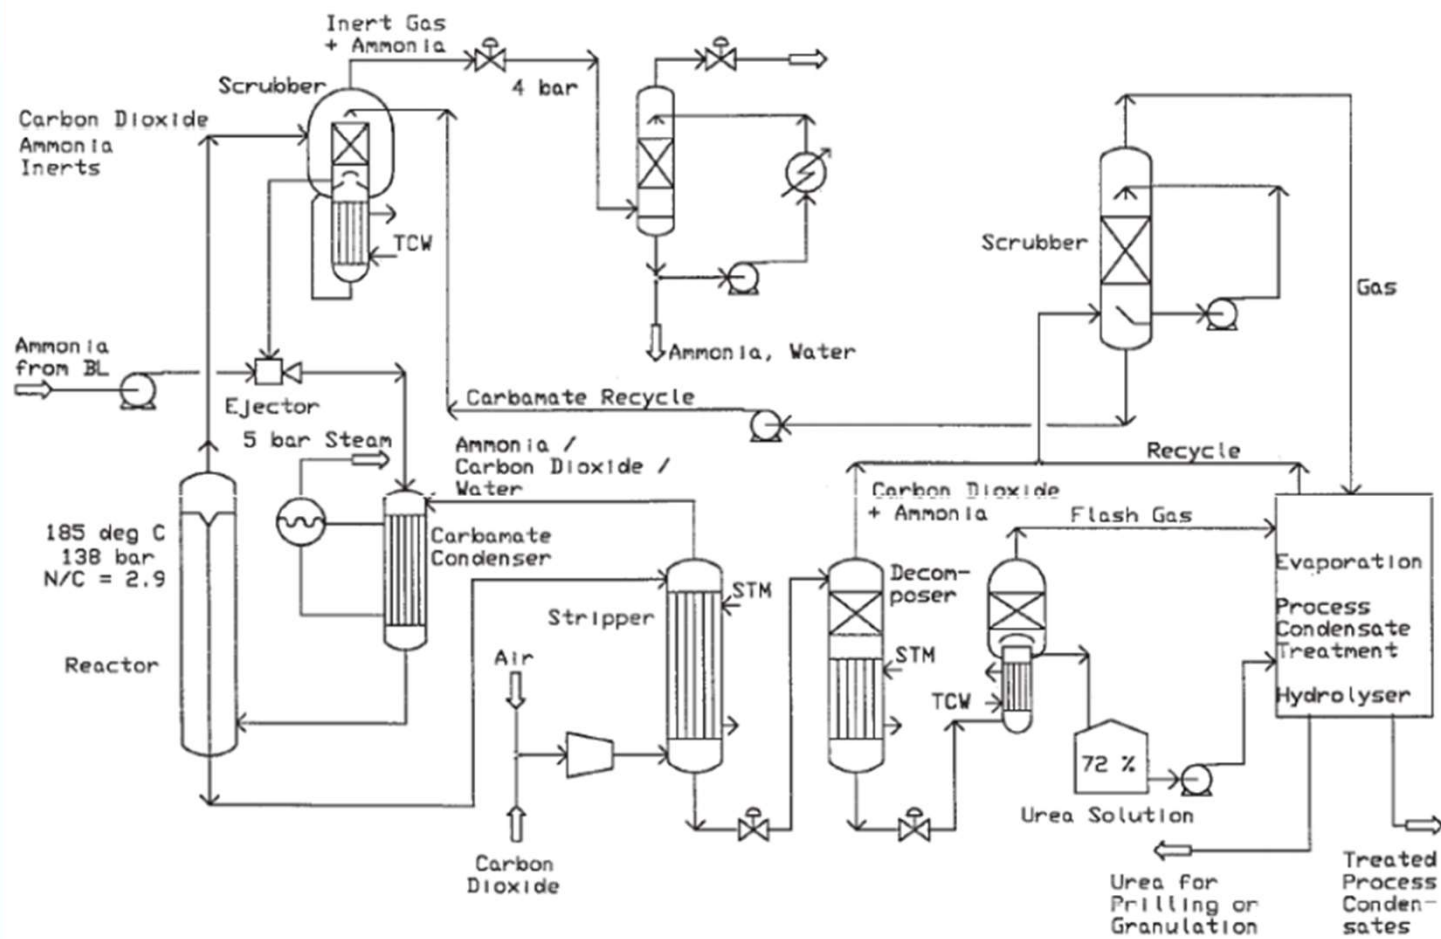 Inert Gas
+ Ammonia
Scrubber
4 bar
Carbon Dioxide
Ammonia
Inerts
TCW
Scrubber
Gas
Ammonia
from BL
Ammonia, Water
Ejector
Carbamate Recycle
5 bar Steam
Ammonia /
Carbon Dioxide /
Water
Recycle
Carbon Dioxide
+ Ammonia
Flash Gas
185 deg C
138 bar
N/C = 2.9
Carbamate
Condenser
Reactor
Stripper
STM
Decom-
poser
STM
TCW
Evaporation
Process
Condensate
Treatment
Hydrolyser
Air
72 %
Urea Solution
Carbon
Dioxide
Urea for
Prilling or
Granulation
Treated
Process
Conden-
sates